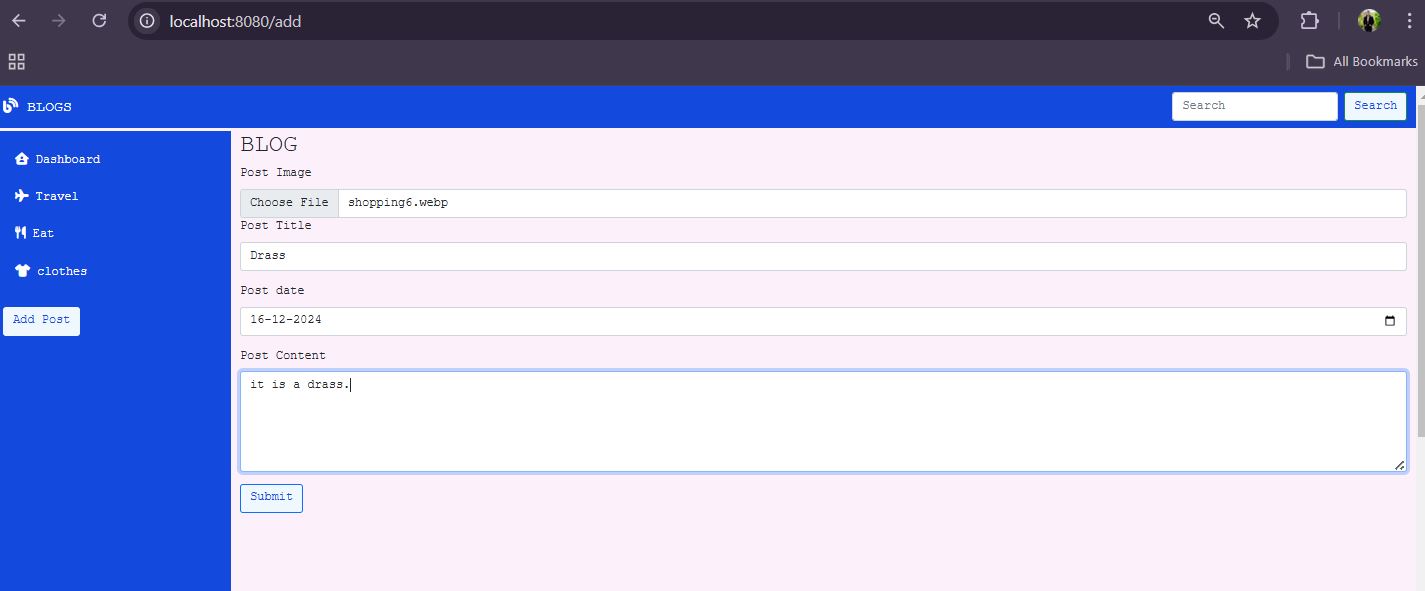 localhost:8080/add
All Bookmarks
BLOGS
Search
Search
Dashboard
Travel
Eat
clothes
Add Post
BLOG
Post Image
Choose File shopping6.webp
Post Title
Drass
Post date
16-12-2024
Post Content
it is a drass.
Submit